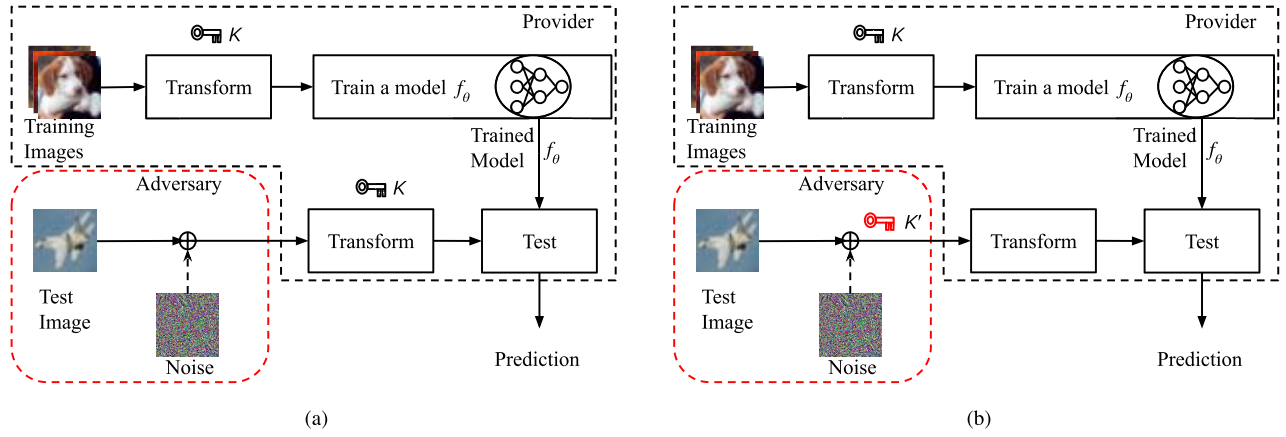 Provider
K
Transform
Train a model fθ
Training
Images
Trained
Model
fθ
Adversary
K
Transform
Test
Test
Image
Noise
Prediction
(a)
Provider
K
Transform
Train a model fθ
Training
Images
Trained
Model
fθ
Adversary
K′
Transform
Test
Test
Image
Noise
Prediction
(b)